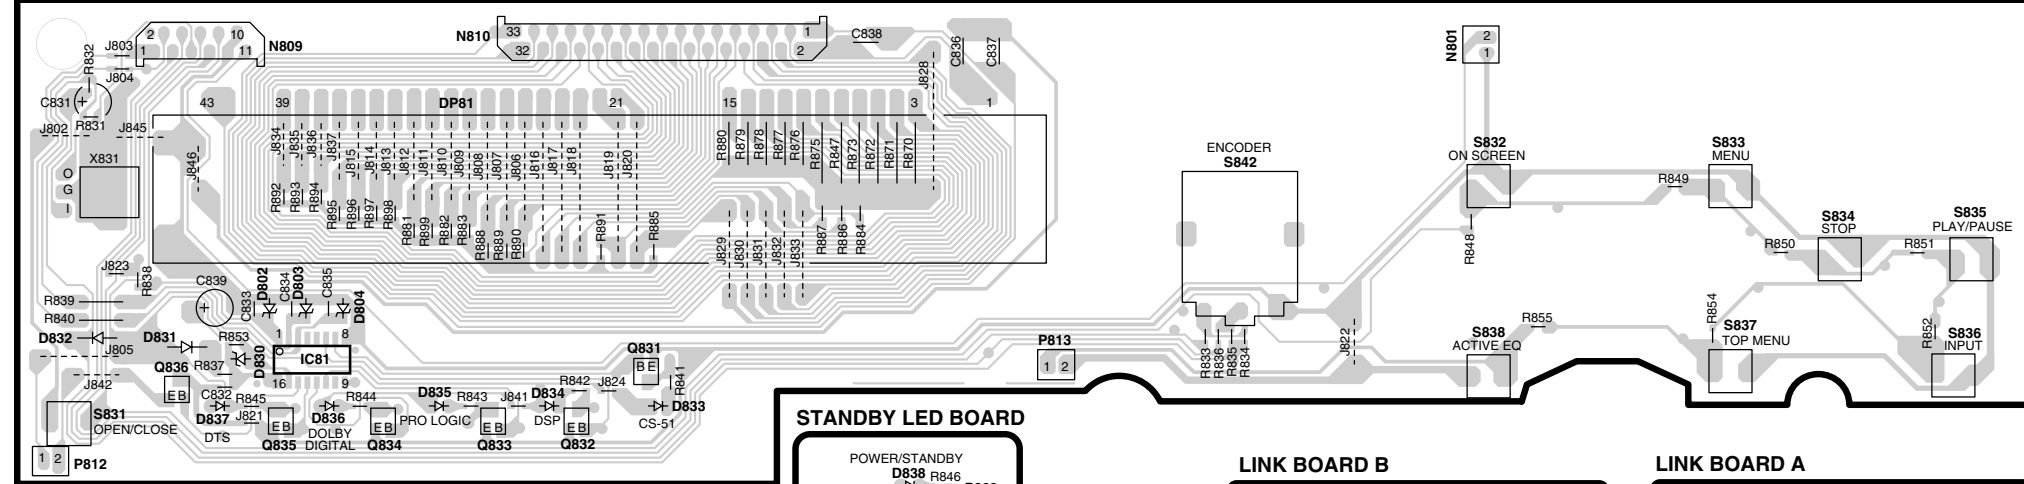 2 10
1 11
N809
J803
J804
R832
C831
+
R831
J802
J845
X831
O
G
I
J846
N810
33 1
32 2
C838
C836
C837
J828
43 39 DP81 21 15 3 1
J834
J835
J836
J837
J815
J814
J813
J812
J811
J810
J809
J808
J807
J806
J816
J817
J818
J819
J820
R880
R879
R878
R877
R876
R875
R847
R873
R872
R871
R870
R892
R893
R894
R895
R896
R897
R898
R881
R899
R882
R883
R888
R889
R890
R891
R885
J829
J830
J831
J832
J833
R887
R886
R884
J823
R838
R839
R840
D832
J805
J842
C839
+
C833
D802
C834
D803
C835
D804
D831
R853
D830
R837
1 8
IC81
16 9
Q836
E B
C832
D837
DTS
R845
J821
E B
Q835
D836
DOLBY
DIGITAL
R844
E B
Q834
D835
PRO LOGIC
R843
E B
Q833
J841
D834
DSP
R842
E B
Q832
J824
Q831
B E
R841
D833
CS-51
S831
OPEN/CLOSE
1 2
P812
P813
1 2
ENCODER
S842
R833
R836
R835
R834
J822
N801
2
1
S832
ON SCREEN
R848
R849
S833
MENU
S834
STOP
R850
R851
S835
PLAY/PAUSE
R854
R855
R852
S838
ACTIVE EQ
S837
TOP MENU
S836
INPUT
STANDBY LED BOARD
POWER/STANDBY
D838 R846
LINK BOARD B
LINK BOARD A